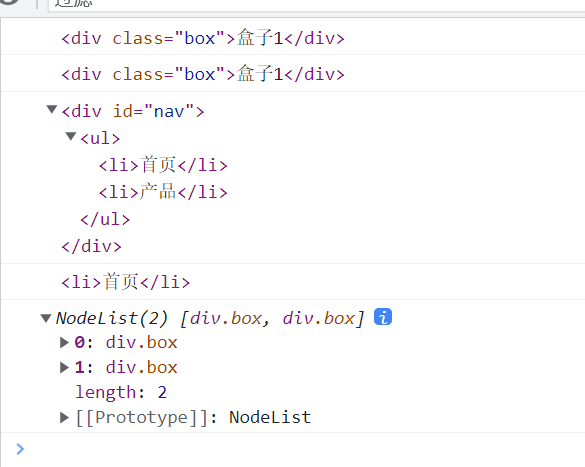 过滤
<div class="box">盒子1</div>
<div class="box">盒子1</div>
<div id="nav">
<ul>
<li>首页</li>
<li>产品</li>
</ul>
</div>
<li>首页</li>
NodeList(2) [div.box, div.box]
0: div.box
1: div.box
length: 2
[[Prototype]]: NodeList